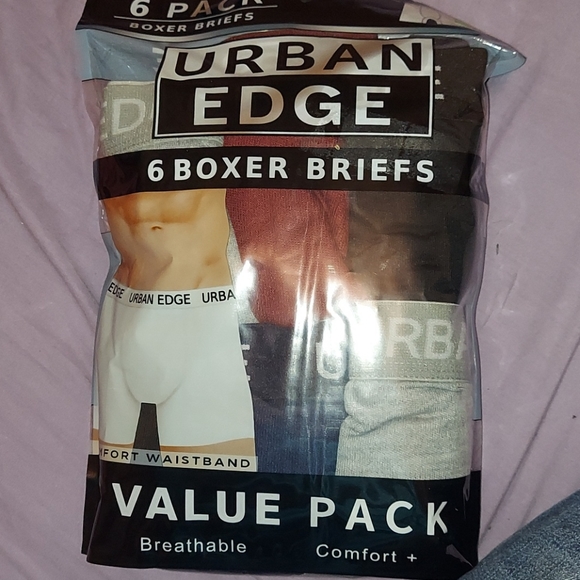 6 PACK
BOXER BRIEFS
URBAN
EDGE
6 BOXER BRIEFS
EDGE URBAN EDGE URBA
URBA
FORT WAISTBAND
VALUE PACK
Breathable
Comfort +